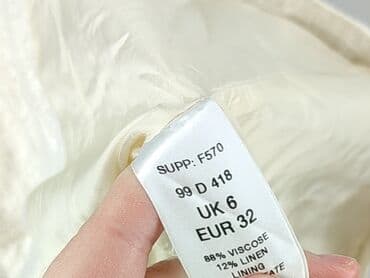 SUPP: F570
99 D 418
UK 6
EUR 32
88% VISCOSE
12% LINEN
LINING